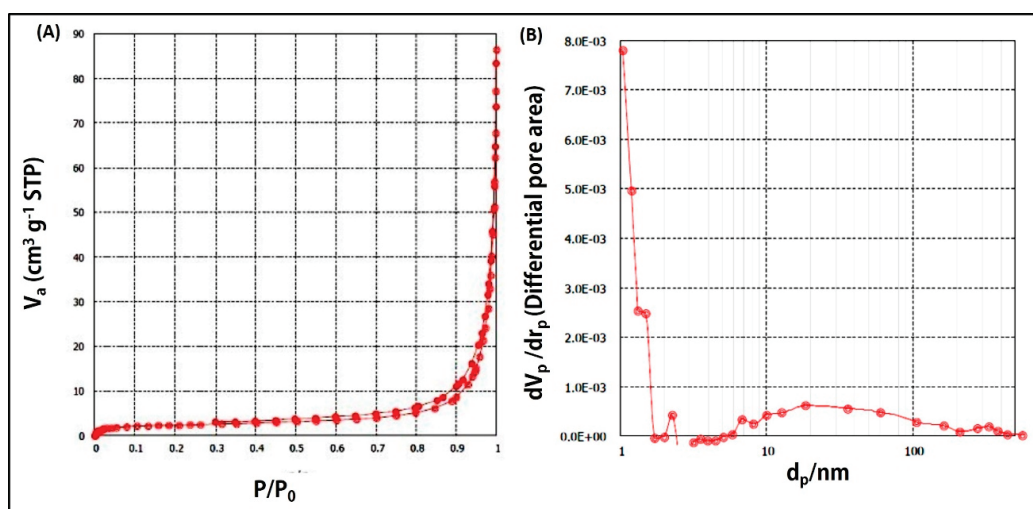 (A)
90
80
70
60
50
40
30
20
10
0
0 0.1 0.2 0.3 0.4 0.5 0.6 0.7 0.8 0.9 1
Va (cm³ g⁻¹ STP)
P/P₀
(B)
8.0E-03
7.0E-03
6.0E-03
5.0E-03
4.0E-03
3.0E-03
2.0E-03
1.0E-03
0.0E+00
1 10 100
dVp/drp (Differential pore area)
dp/nm